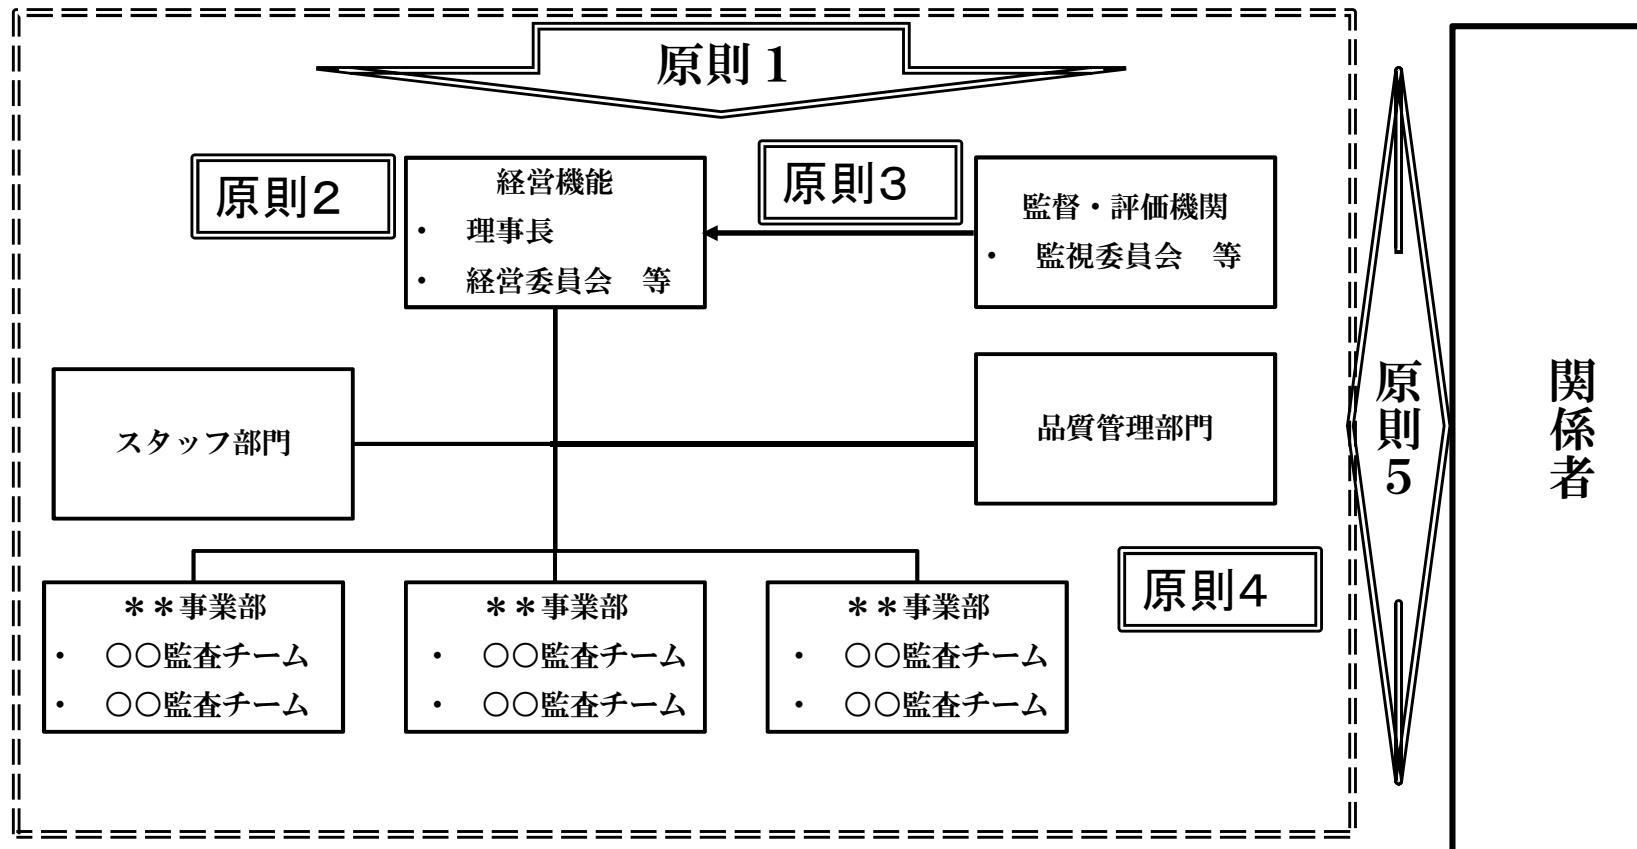 原則１
原則2
経営機能
・　理事長
・　経営委員会　等
原則3
監督・評価機関
・　監視委員会　等
スタッフ部門
品質管理部門
原則4
＊＊事業部
・　○○監査チーム
・　○○監査チーム
＊＊事業部
・　○○監査チーム
・　○○監査チーム
＊＊事業部
・　○○監査チーム
・　○○監査チーム
原則5
関係者